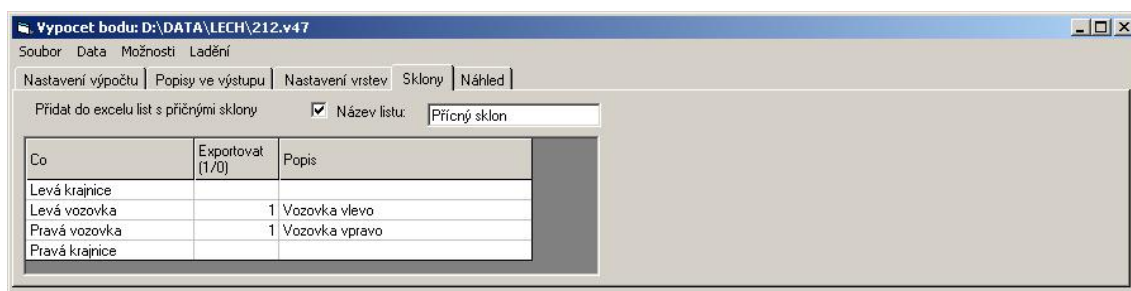 Vypocet bodu: D:\DATA\LECH\212.v47
Soubor Data Možnosti Ladění
Nastavení výpočtu Popisy ve výstupu Nastavení vrstev Sklony Náhled
Přidat do excelu list s přičnými sklony Název listu: Přícný sklon
Co Exportovat (1/0) Popis
Levá krajnice
Levá vozovka 1 Vozovka vlevo
Pravá vozovka 1 Vozovka vpravo
Pravá krajnice